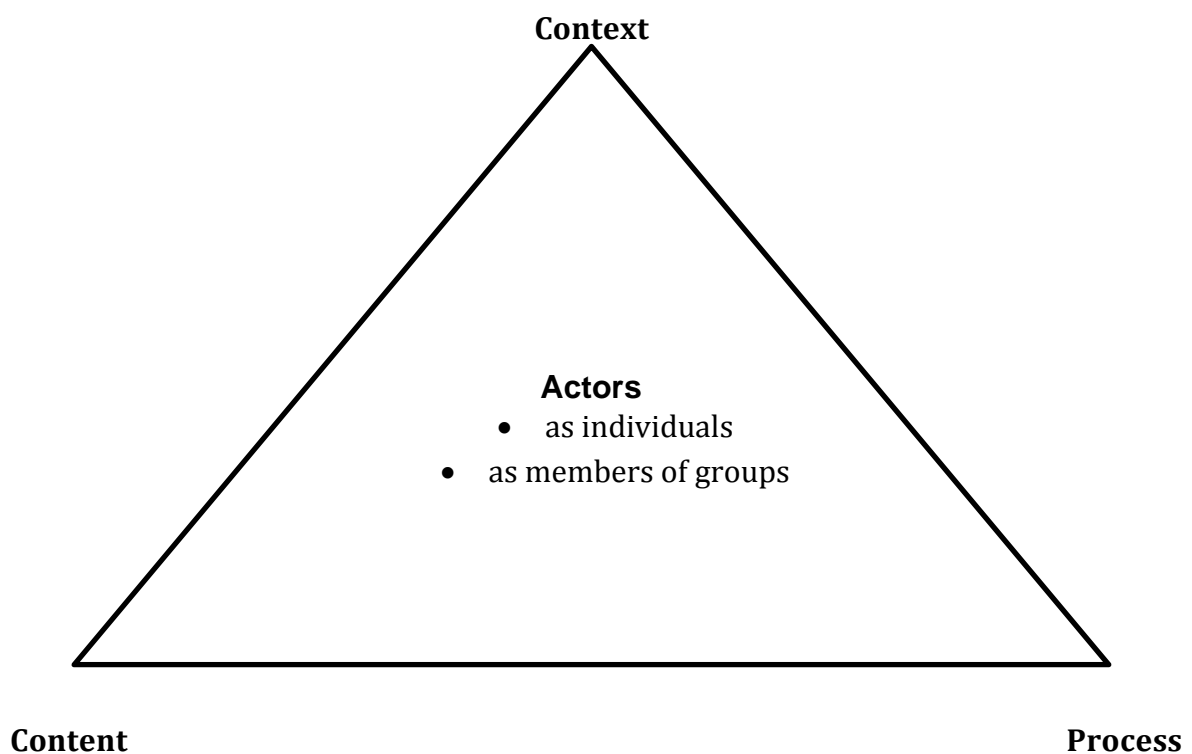 Context
Actors
• as individuals
• as members of groups
Content
Process